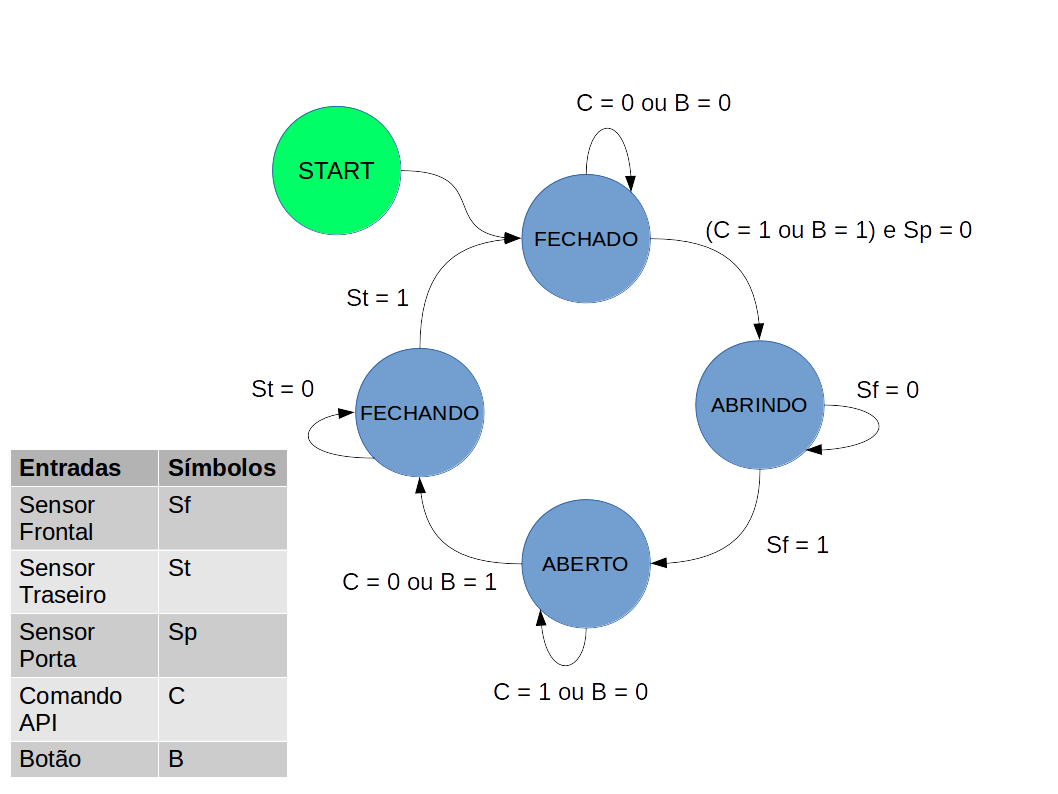 C = 0 ou B = 0
START
FECHADO
(C = 1 ou B = 1) e Sp = 0
St = 1
St = 0
FECHANDO
ABRINDO
Sf = 0
Sf = 1
ABERTO
C = 0 ou B = 1
C = 1 ou B = 0
Entradas Símbolos
Sensor Sf
Frontal
Sensor St
Traseiro
Sensor Sp
Porta
Comando C
API
Botão B